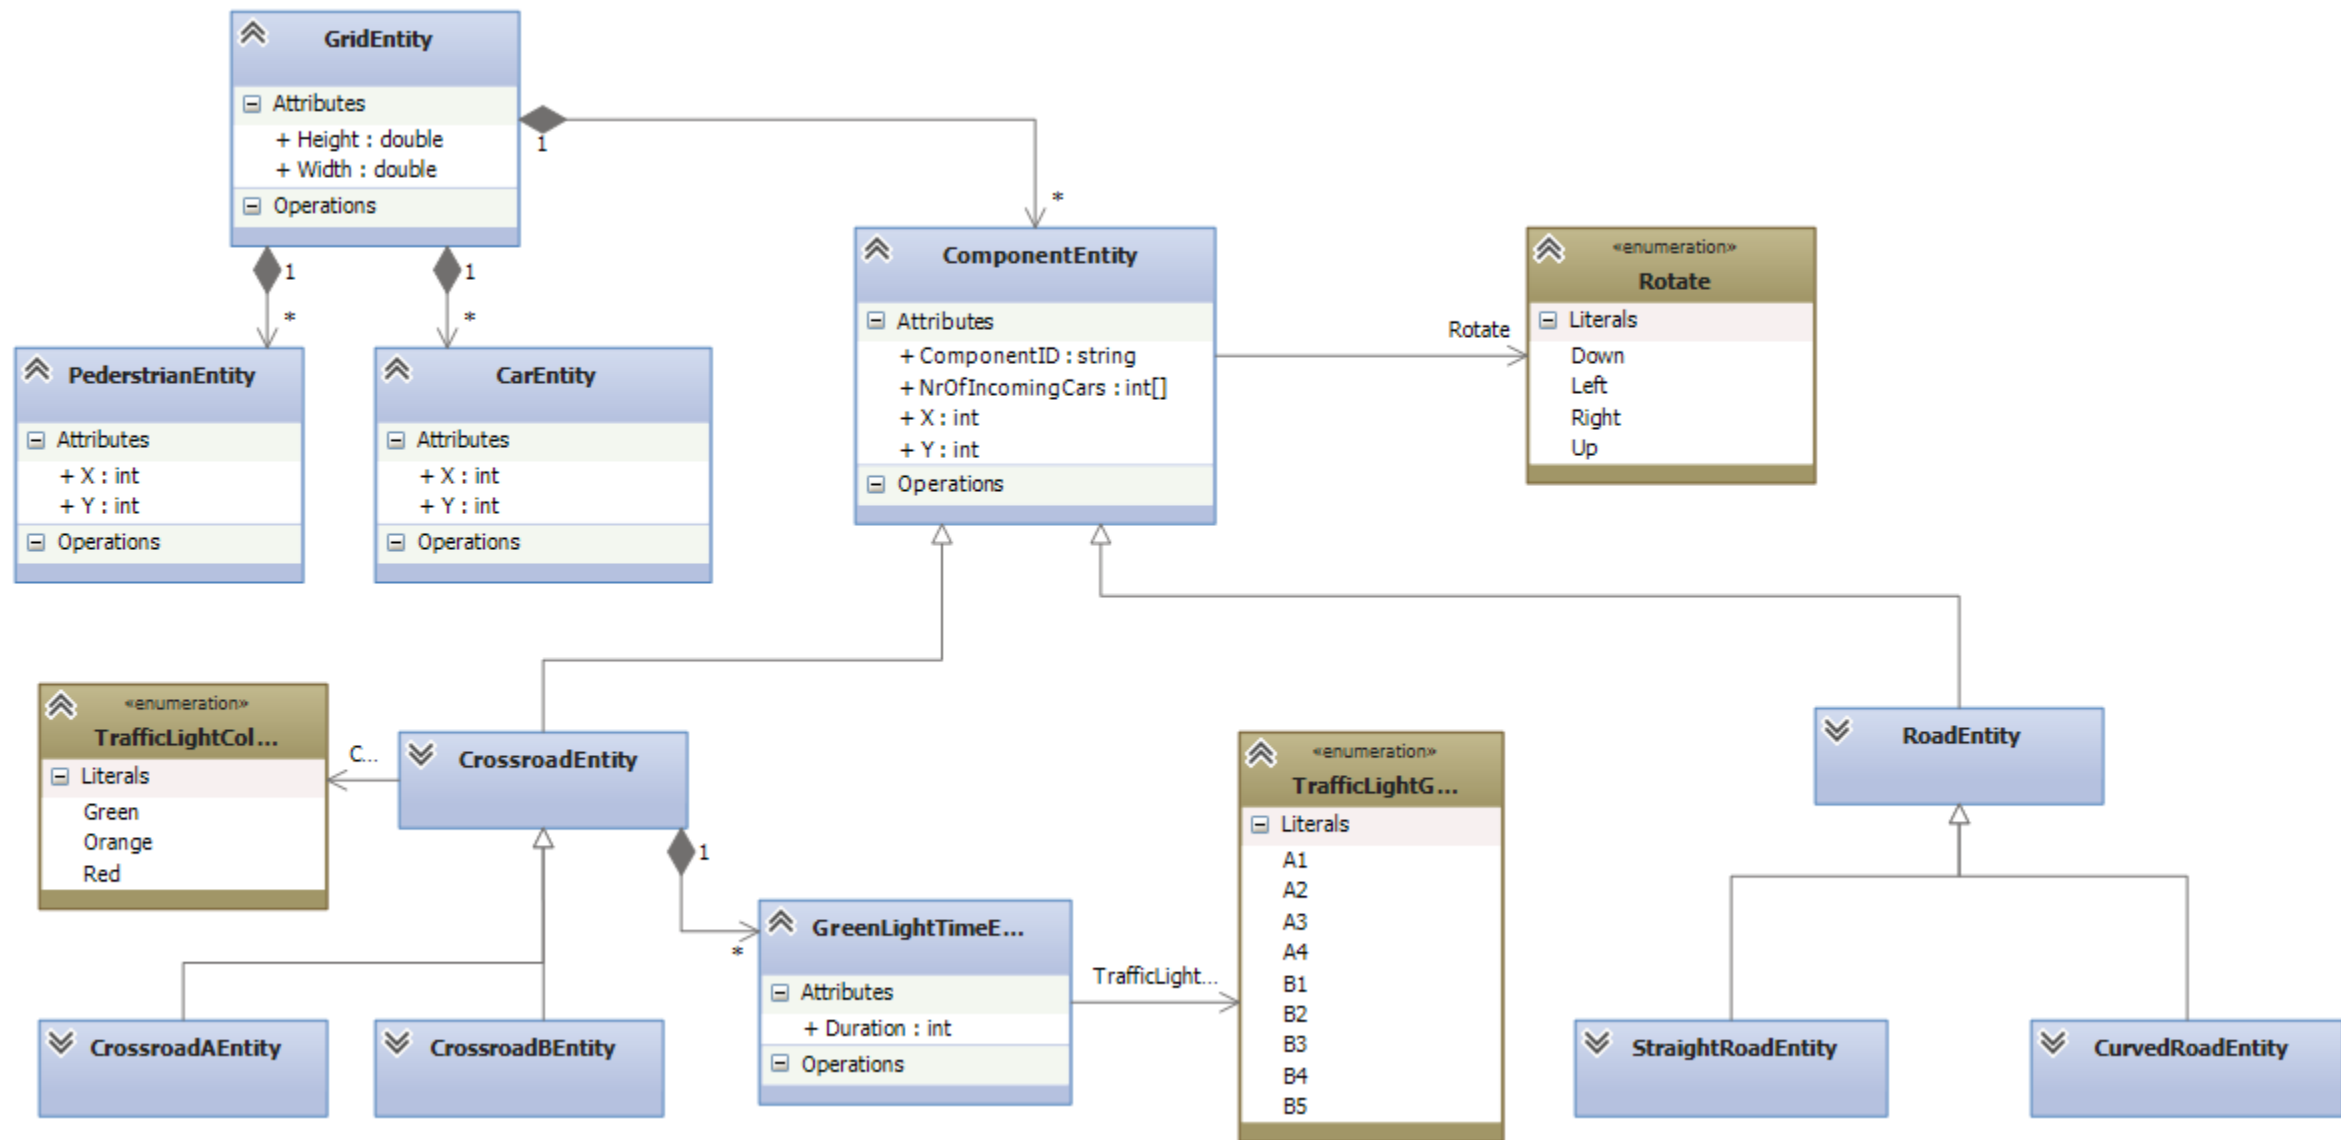 GridEntity
Attributes
+ Height : double
+ Width : double
Operations
1
*
1
*
1
*
PederstrianEntity
Attributes
+ X : int
+ Y : int
Operations
CarEntity
Attributes
+ X : int
+ Y : int
Operations
ComponentEntity
Attributes
+ ComponentID : string
+ NrOfIncomingCars : int[]
+ X : int
+ Y : int
Operations
Rotate
«enumeration»
Rotate
Literals
Down
Left
Right
Up
«enumeration»
TrafficLightCol...
Literals
Green
Orange
Red
C...
CrossroadEntity
1
*
GreenLightTimeE...
Attributes
+ Duration : int
Operations
TrafficLight...
«enumeration»
TrafficLightG...
Literals
A1
A2
A3
A4
B1
B2
B3
B4
B5
RoadEntity
CrossroadAEntity
CrossroadBEntity
StraightRoadEntity
CurvedRoadEntity